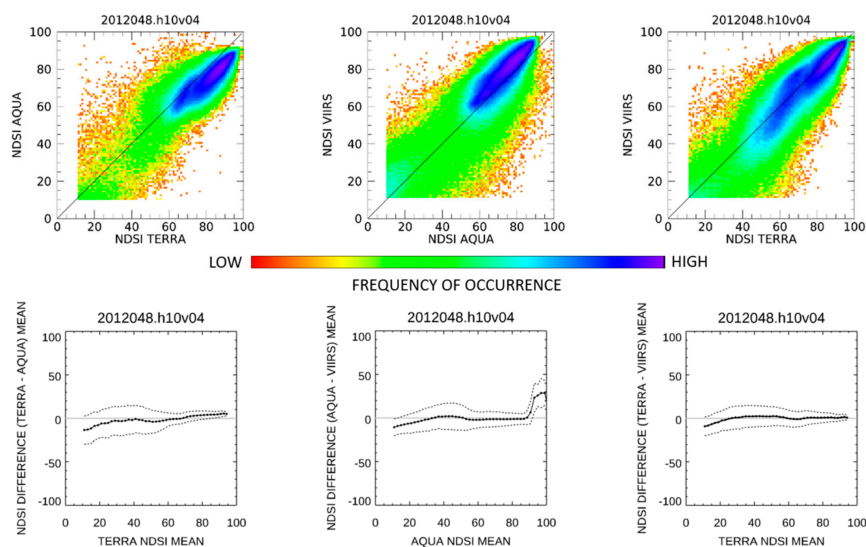 2012048.h10v04 2012048.h10v04 2012048.h10v04
NDSI AQUA
100
80
60
40
20
0
0 20 40 60 80 100
NDSI TERRA
NDSI VIIRS
100
80
60
40
20
0
0 20 40 60 80 100
NDSI AQUA
NDSI VIIRS
100
80
60
40
20
0
0 20 40 60 80 100
NDSI TERRA
LOW HIGH
FREQUENCY OF OCCURRENCE
2012048.h10v04 2012048.h10v04 2012048.h10v04
NDSI DIFFERENCE (TERRA - AQUA) MEAN
100
50
0
-50
-100
0 20 40 60 80 100
TERRA NDSI MEAN
NDSI DIFFERENCE (AQUA - VIIRS) MEAN
100
50
0
-50
-100
0 20 40 60 80 100
AQUA NDSI MEAN
NDSI DIFFERENCE (TERRA - VIIRS) MEAN
100
50
0
-50
-100
0 20 40 60 80 100
TERRA NDSI MEAN